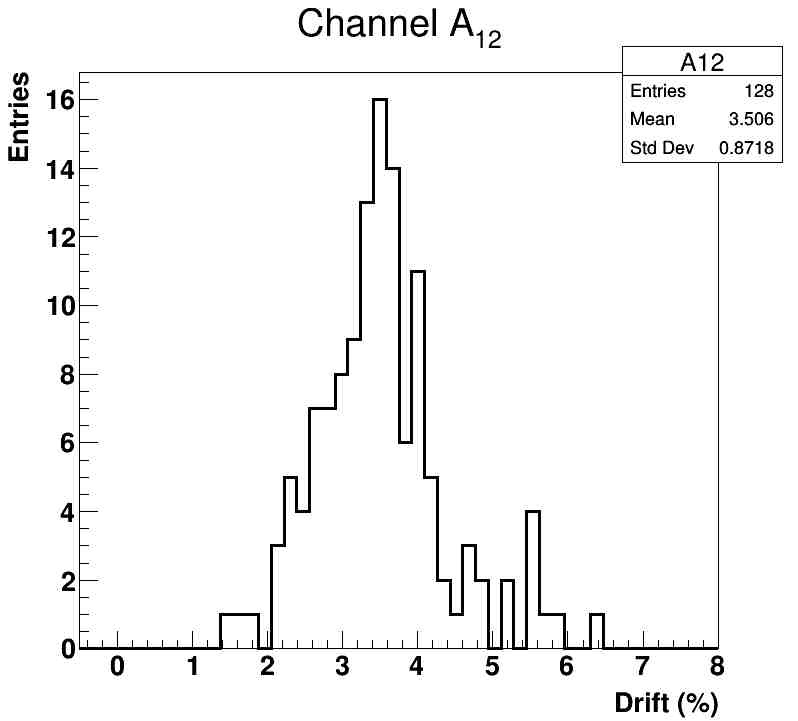 Channel A12
A12
Entries 128
Mean 3.506
Std Dev 0.8718
Entries
16
14
12
10
8
6
4
2
0
0 1 2 3 4 5 6 7 8
Drift (%)